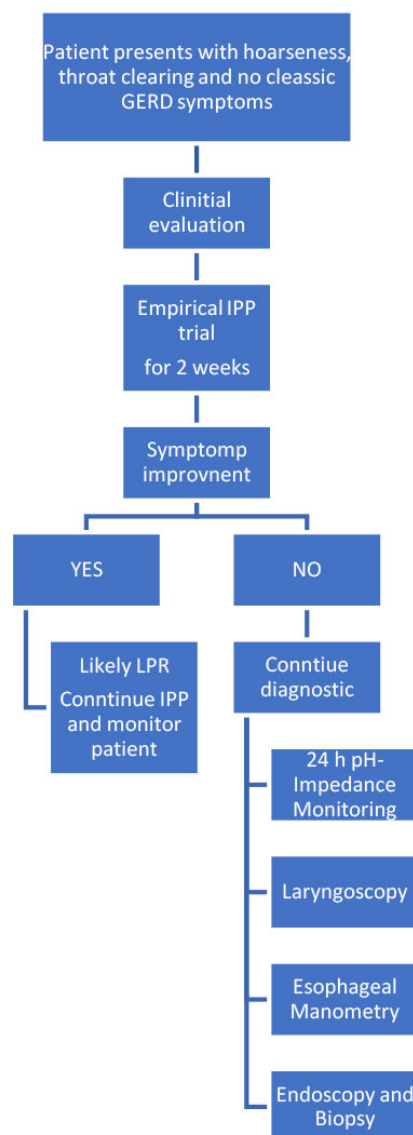 Patient presents with hoarseness,
throat clearing and no cleassic
GERD symptoms
Clinitial
evaluation
Empirical IPP
trial
for 2 weeks
Symptomp
improvnent
YES
NO
Likely LPR
Conntinue IPP
and monitor
patient
Conntiue
diagnostic
24 h pH-
Impedance
Monitoring
Laryngoscopy
Esophageal
Manometry
Endoscopy and
Biopsy